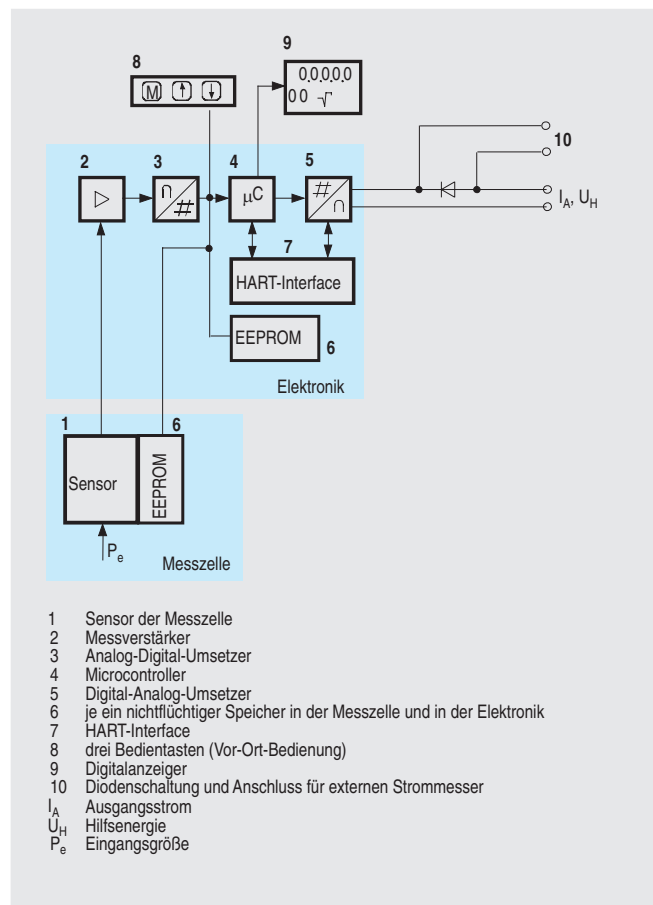 9
8
0.0.0.0.0
0 0 √
M ↑ ↓
10
2 3 4 5
∩
#
µC
#
∩
I_A, U_H
7
HART-Interface
EEPROM
6
Elektronik
1 6
Sensor
EEPROM
P_e
Messzelle
1 Sensor der Messzelle
2 Messverstärker
3 Analog-Digital-Umsetzer
4 Microcontroller
5 Digital-Analog-Umsetzer
6 je ein nichtflüchtiger Speicher in der Messzelle und in der Elektronik
7 HART-Interface
8 drei Bedientasten (Vor-Ort-Bedienung)
9 Digitalanzeiger
10 Diodenschaltung und Anschluss für externen Strommesser
I_A Ausgangsstrom
U_H Hilfsenergie
P_e Eingangsgröße